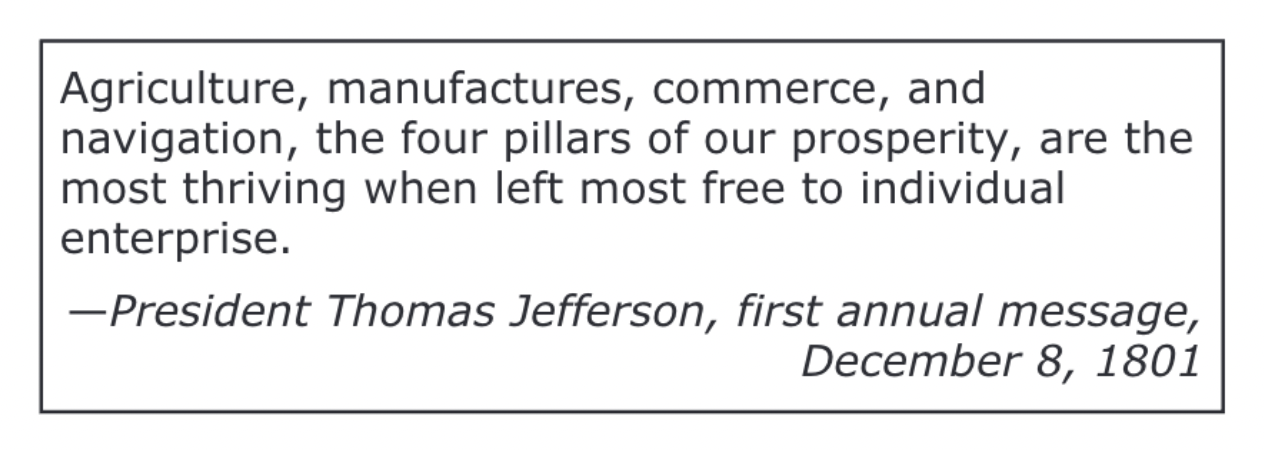 Agriculture, manufactures, commerce, and
navigation, the four pillars of our prosperity, are the
most thriving when left most free to individual
enterprise.
—President Thomas Jefferson, first annual message,
December 8, 1801